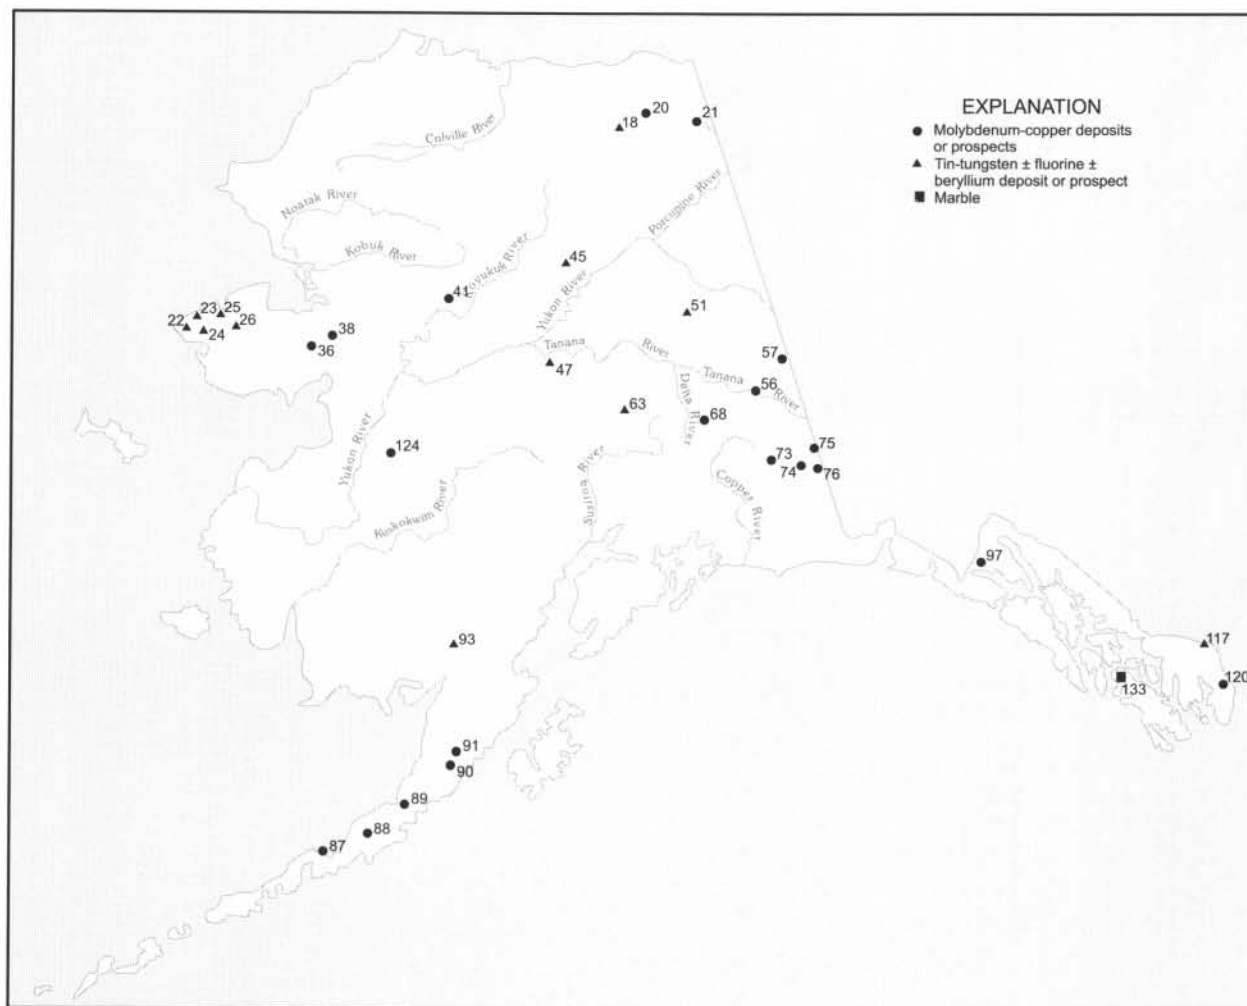 EXPLANATION
Molybdenum-copper deposits
or prospects
Tin-tungsten ± fluorine ±
beryllium deposit or prospect
Marble
20
21
18
Colville River
Noatak River
Porcupine River
Kobuk River
Koyukuk River
45
41
Yukon River
51
23
25
22
24
26
38
36
Tanana
River
57
47
Tanana
River
56
63
Dana River
68
Yukon River
124
75
73
74
76
Susitna River
Copper River
Kuskokwim River
97
93
117
133
120
91
90
89
88
87